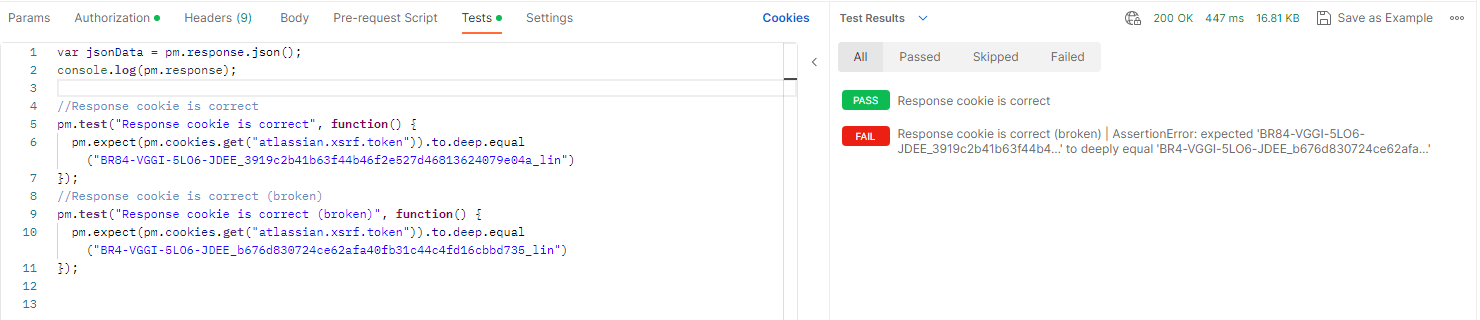 Params Authorization Headers (9) Body Pre-request Script Tests Settings Cookies
1 var jsonData = pm.response.json();
2 console.log(pm.response);
3
4 //Response cookie is correct
5 pm.test("Response cookie is correct", function() {
6 pm.expect(pm.cookies.get("atlassian.xsrf.token")).to.deep.equal
("BR84-VGGI-5LO6-JDEE_3919c2b41b63f44b46f2e527d46813624079e04a_lin")
7 });
8 //Response cookie is correct (broken)
9 pm.test("Response cookie is correct (broken)", function() {
10 pm.expect(pm.cookies.get("atlassian.xsrf.token")).to.deep.equal
("BR4-VGGI-5LO6-JDEE_b676d830724ce62afa40fb31c44c4fd16cbbd735_lin")
11 });
12
13
Test Results 200 OK 447 ms 16.81 KB Save as Example
All Passed Skipped Failed
PASS Response cookie is correct
FAIL Response cookie is correct (broken) | AssertionError: expected 'BR84-VGGI-5LO6-
JDEE_3919c2b41b63f44b4…' to deeply equal 'BR4-VGGI-5LO6-JDEE_b676d830724ce62afa…'